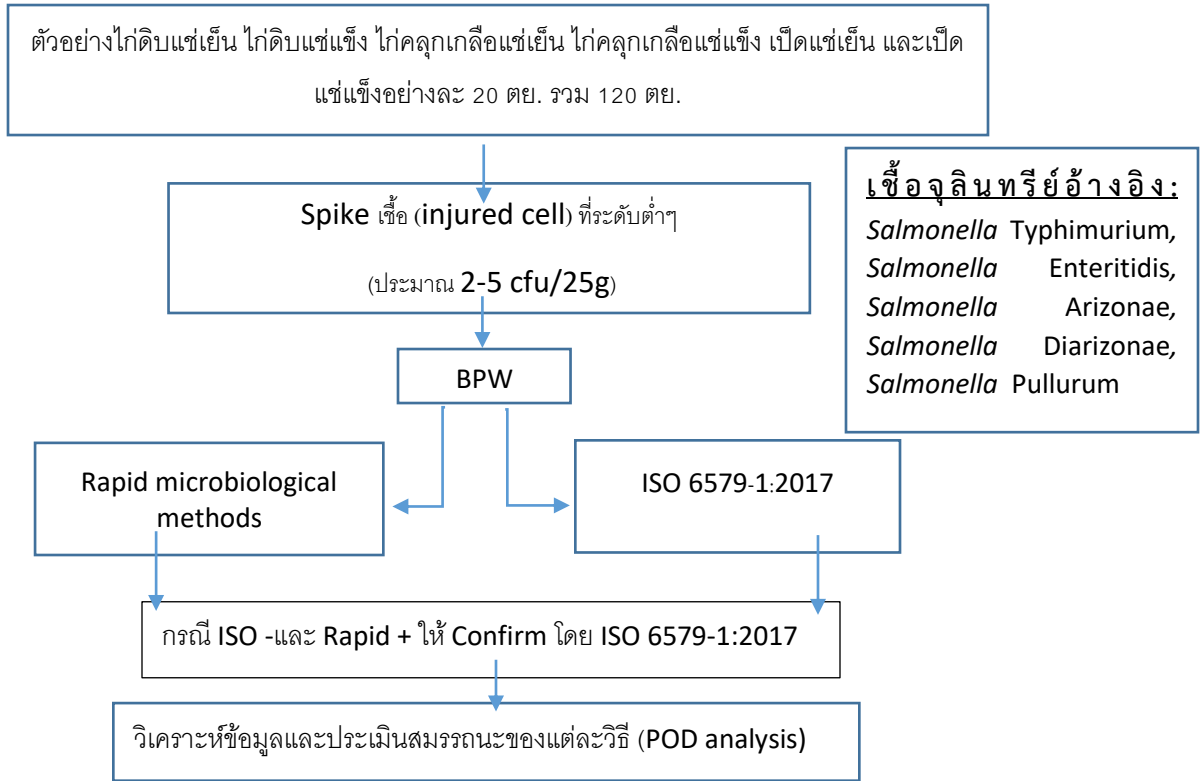 ตัวอย่างไก่ดิบแช่เย็น ไก่ดิบแช่แข็ง ไก่คลุกเกลือแช่เย็น ไก่คลุกเกลือแช่แข็ง เป็ดแช่เย็น และเป็ด
แช่แข็งอย่างละ 20 ตย. รวม 120 ตย.
Spike เชื้อ (injured cell) ที่ระดับต่ำๆ
(ประมาณ 2-5 cfu/25g)
เชื้อจุลินทรีย์อ้างอิง:
Salmonella Typhimurium,
Salmonella Enteritidis,
Salmonella Arizonae,
Salmonella Diarizonae,
Salmonella Pullurum
BPW
Rapid microbiological
methods
ISO 6579-1:2017
กรณี ISO -และ Rapid + ให้ Confirm โดย ISO 6579-1:2017
วิเคราะห์ข้อมูลและประเมินสมรรถนะของแต่ละวิธี (POD analysis)